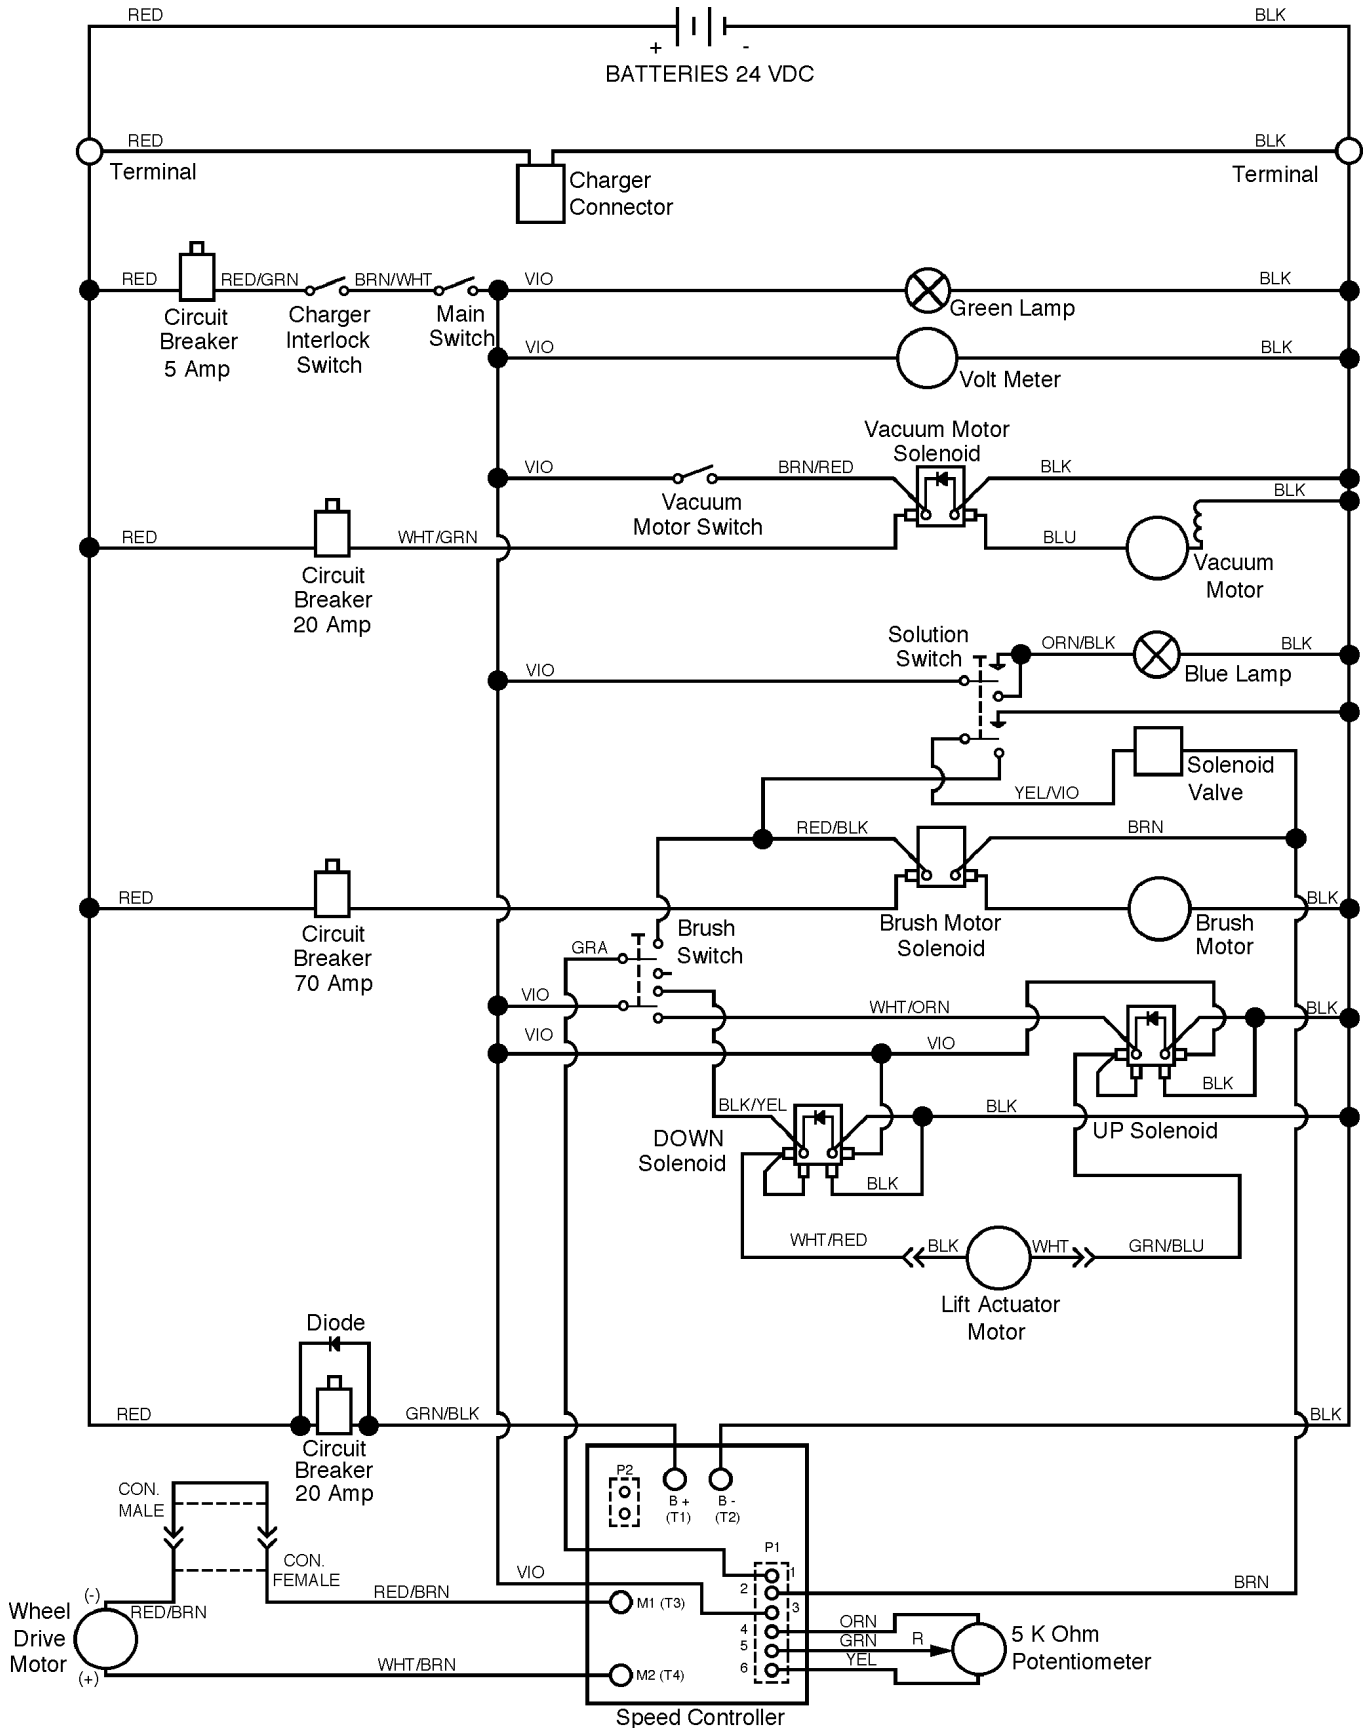 RED
BLK
+
-
BATTERIES 24 VDC
RED
BLK
Terminal
Charger
Connector
Terminal
RED
RED/GRN
BRN/WHT
VIO
BLK
Circuit
Breaker
5 Amp
Charger
Interlock
Switch
Main
Switch
Green Lamp
VIO
BLK
Volt Meter
Vacuum Motor
Solenoid
VIO
BRN/RED
BLK
BLK
Vacuum
Motor Switch
RED
WHT/GRN
BLU
Circuit
Breaker
20 Amp
Vacuum
Motor
Solution
Switch
ORN/BLK
BLK
VIO
Blue Lamp
Solenoid
Valve
YEL/VIO
RED/BLK
BRN
RED
BLK
Circuit
Breaker
70 Amp
Brush
Switch
Brush Motor
Solenoid
Brush
Motor
GRA
VIO
WHT/ORN
BLK
VIO
VIO
BLK
BLK/YEL
BLK
UP Solenoid
DOWN
Solenoid
BLK
WHT/RED
BLK
WHT
GRN/BLU
Lift Actuator
Motor
Diode
RED
GRN/BLK
BLK
Circuit
Breaker
20 Amp
CON.
MALE
P2
B +
(T1)
B -
(T2)
P1
CON.
FEMALE
VIO
1
2
3
4
5
6
BRN
(-)
RED/BRN
RED/BRN
M1 (T3)
Wheel
Drive
Motor
(+)
WHT/BRN
M2 (T4)
ORN
GRN
R
YEL
5 K Ohm
Potentiometer
Speed Controller